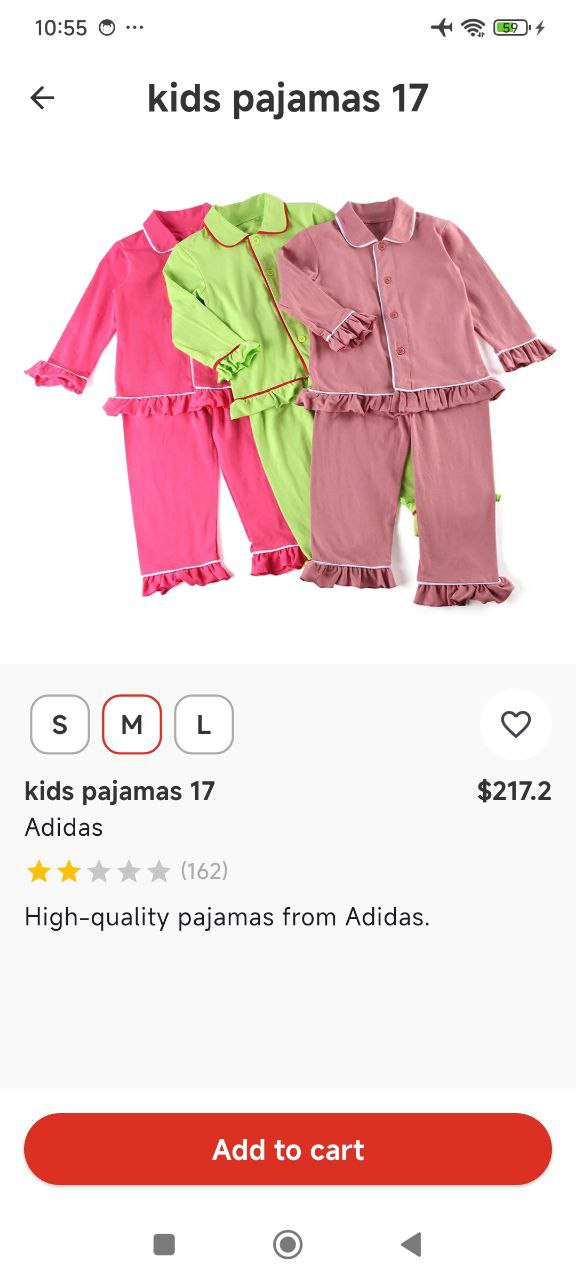 10:55
59
kids pajamas 17
S M L
kids pajamas 17 $217.2
Adidas
(162)
High-quality pajamas from Adidas.
Add to cart